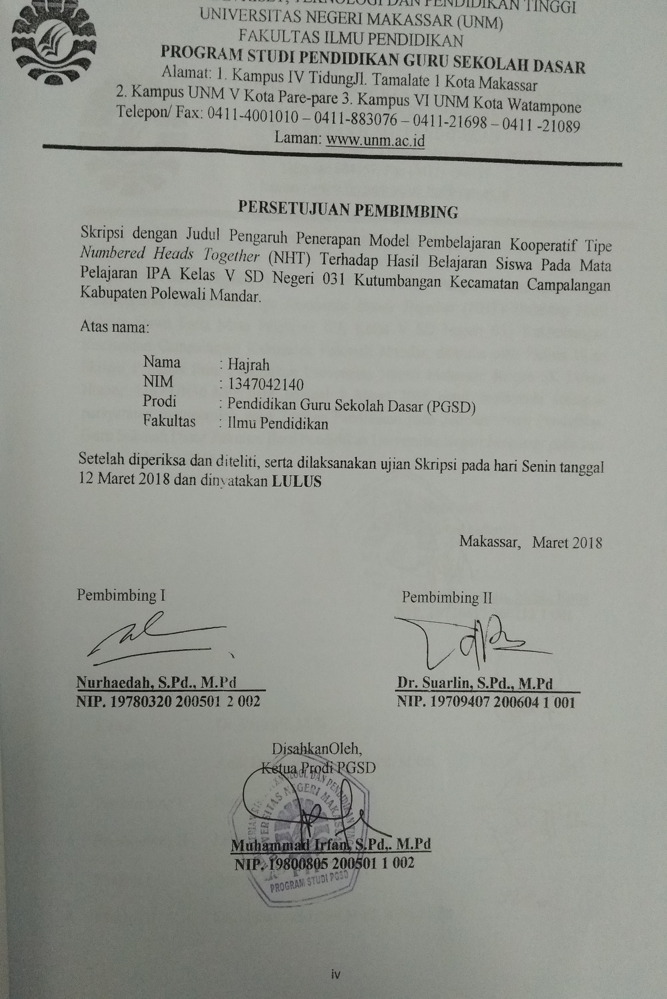 RISET, TEKNOLOGI DAN PENDIDIKAN TINGGI
UNIVERSITAS NEGERI MAKASSAR (UNM)
FAKULTAS ILMU PENDIDIKAN
PROGRAM STUDI PENDIDIKAN GURU SEKOLAH DASAR
Alamat: 1. Kampus IV TidungJl. Tamalate 1 Kota Makassar
2. Kampus UNM V Kota Pare-pare 3. Kampus VI UNM Kota Watampone
Telepon/ Fax: 0411-4001010 – 0411-883076 – 0411-21698 – 0411 -21089
Laman: www.unm.ac.id
PERSETUJUAN PEMBIMBING
Skripsi dengan Judul Pengaruh Penerapan Model Pembelajaran Kooperatif Tipe
Numbered Heads Together (NHT) Terhadap Hasil Belajaran Siswa Pada Mata
Pelajaran IPA Kelas V SD Negeri 031 Kutumbangan Kecamatan Campalangan
Kabupaten Polewali Mandar.
Atas nama:
Nama : Hajrah
NIM : 1347042140
Prodi : Pendidikan Guru Sekolah Dasar (PGSD)
Fakultas : Ilmu Pendidikan
Setelah diperiksa dan diteliti, serta dilaksanakan ujian Skripsi pada hari Senin tanggal
12 Maret 2018 dan dinyatakan LULUS
Makassar, Maret 2018
Pembimbing I
Pembimbing II
Nurhaedah, S.Pd., M.Pd
NIP. 19780320 200501 2 002
Dr. Suarlin, S.Pd., M.Pd
NIP. 19709407 200604 1 001
DisahkanOleh,
Ketua Prodi PGSD
UNIVERSITAS NEGERI MAKASSAR
Muhammad Irfan, S.Pd,. M.Pd
NIP. 19800805 200501 1 002
PROGRAM STUDI PGSD
iv